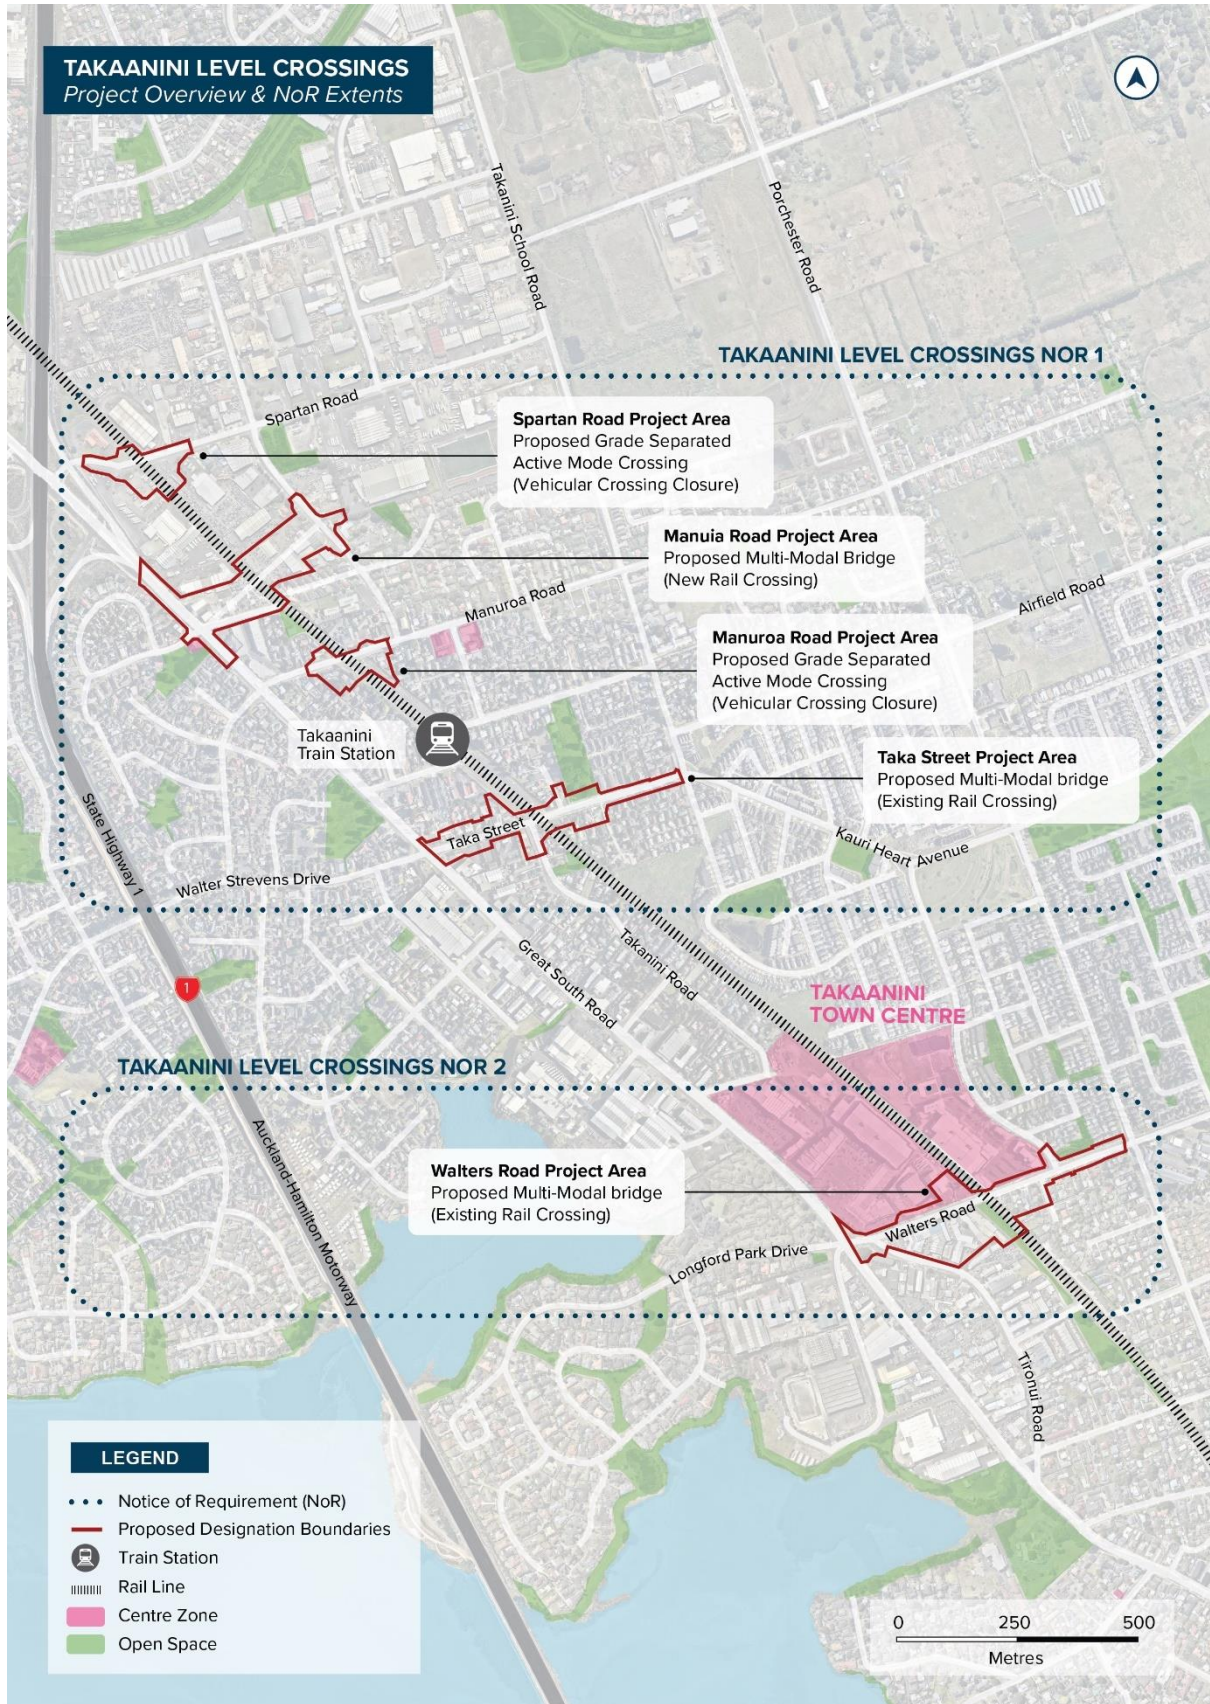 TAKAANINI LEVEL CROSSINGS
Project Overview & NoR Extents
Takanini School Road
Porchester Road
TAKAANINI LEVEL CROSSINGS NOR 1
Spartan Road
Spartan Road Project Area
Proposed Grade Separated
Active Mode Crossing
(Vehicular Crossing Closure)
Manuia Road Project Area
Proposed Multi-Modal Bridge
(New Rail Crossing)
Manuroa Road
Airfield Road
Manuroa Road Project Area
Proposed Grade Separated
Active Mode Crossing
(Vehicular Crossing Closure)
Takaanini
Train Station
Taka Street Project Area
Proposed Multi-Modal bridge
(Existing Rail Crossing)
State Highway 1
Taka Street
Kauri Heart Avenue
Walter Strevens Drive
Great South Road
Takanini Road
1
TAKAANINI
TOWN CENTRE
TAKAANINI LEVEL CROSSINGS NOR 2
Auckland-Hamilton Motorway
Walters Road Project Area
Proposed Multi-Modal bridge
(Existing Rail Crossing)
Walters Road
Longford Park Drive
Tironui Road
LEGEND
Notice of Requirement (NoR)
Proposed Designation Boundaries
Train Station
Rail Line
Centre Zone
Open Space
0 250 500
Metres